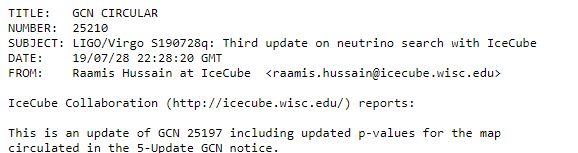 TITLE:   GCN CIRCULAR
NUMBER:  25210
SUBJECT: LIGO/Virgo S190728q: Third update on neutrino search with IceCube
DATE:    19/07/28 22:28:20 GMT
FROM:    Raamis Hussain at IceCube  <raamis.hussain@icecube.wisc.edu>

IceCube Collaboration (http://icecube.wisc.edu/) reports:

This is an update of GCN 25197 including updated p-values for the map
circulated in the 5-Update GCN notice.